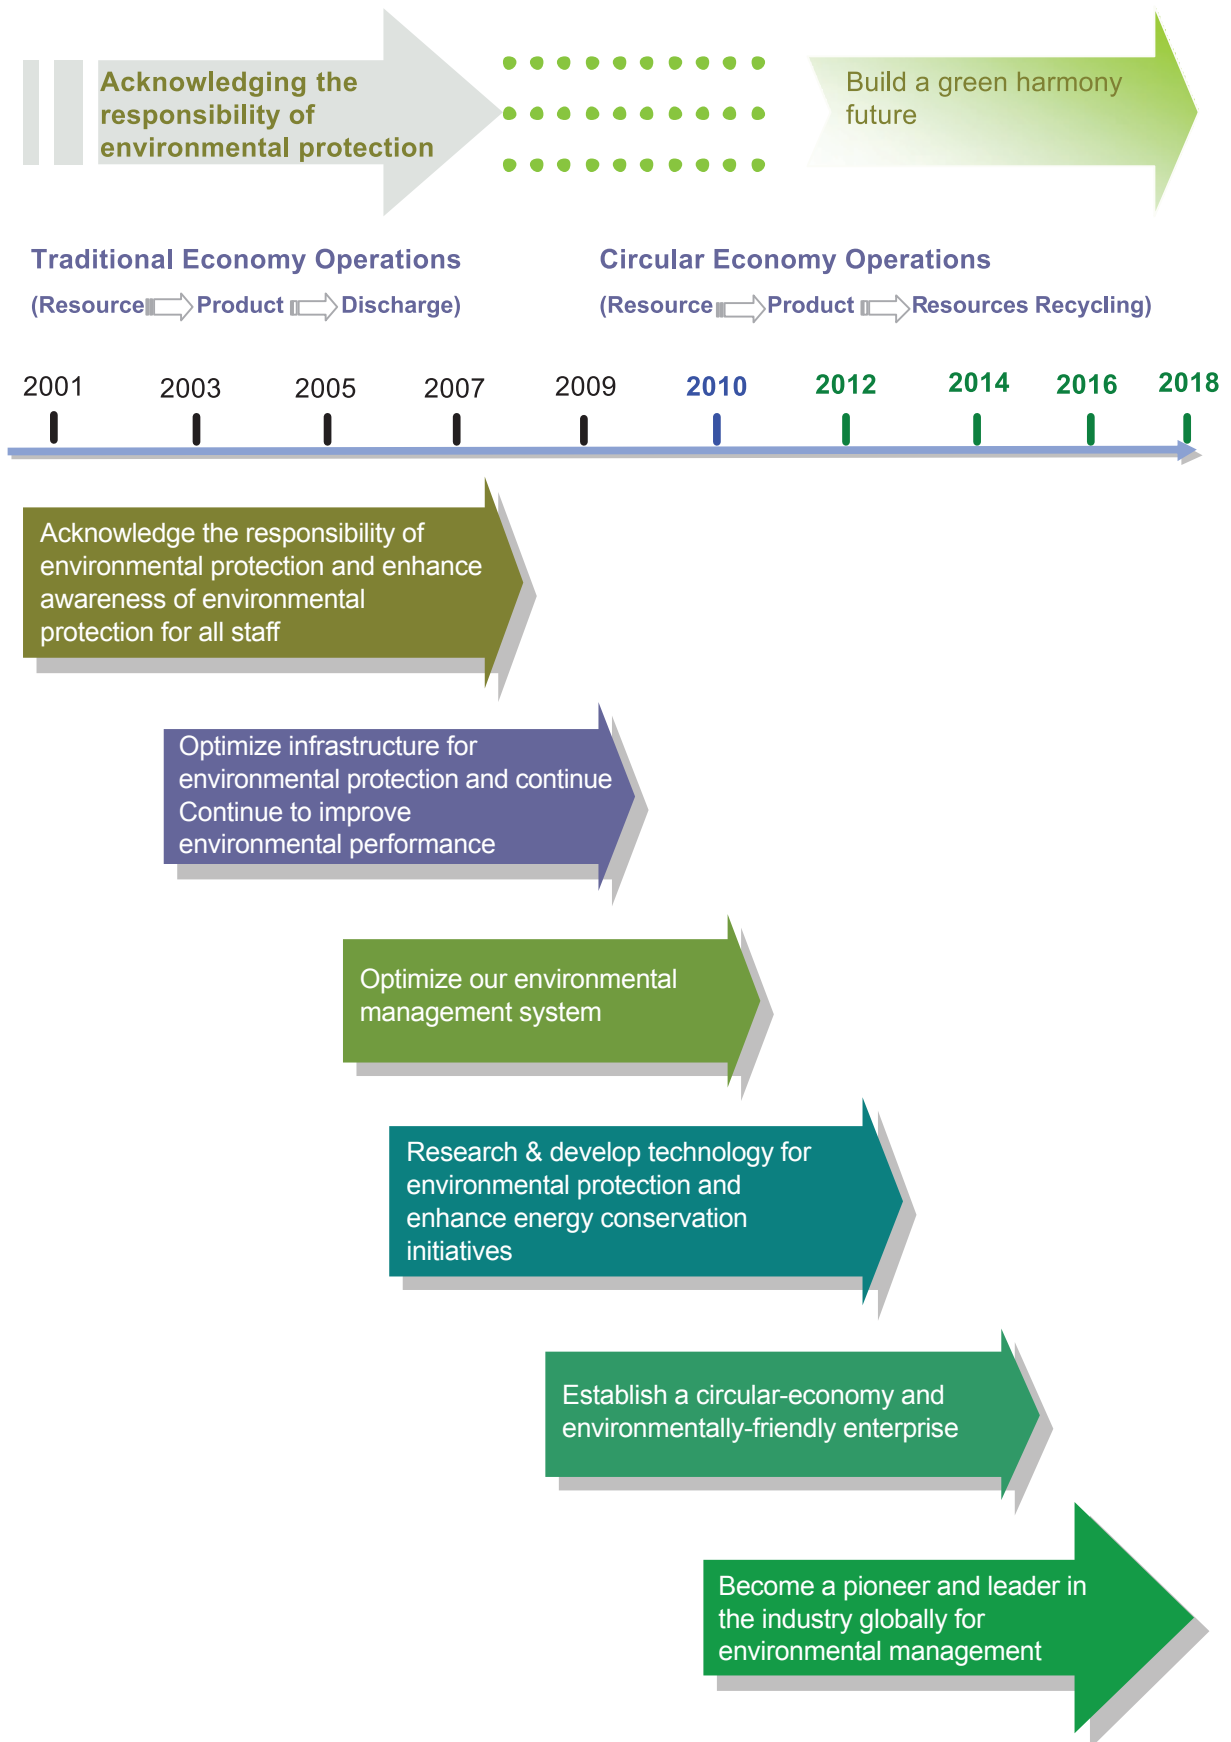 Acknowledging the
responsibility of
environmental protection
Build a green harmony
future
Traditional Economy Operations
(Resource Product Discharge)
Circular Economy Operations
(Resource Product Resources Recycling)
2001 2003 2005 2007 2009 2010 2012 2014 2016 2018
Acknowledge the responsibility of
environmental protection and enhance
awareness of environmental
protection for all staff
Optimize infrastructure for
environmental protection and continue
Continue to improve
environmental performance
Optimize our environmental
management system
Research & develop technology for
environmental protection and
enhance energy conservation
initiatives
Establish a circular-economy and
environmentally-friendly enterprise
Become a pioneer and leader in
the industry globally for
environmental management